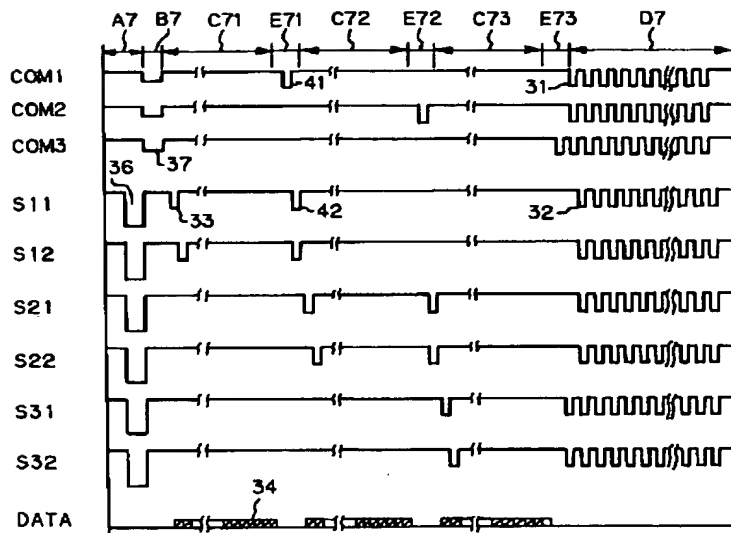 A7 B7 C71 E71 C72 E72 C73 E73 D7
COM1 41 31
COM2
COM3
36 37
S11 33 42 32
S12
S21
S22
S31
S32
34
DATA